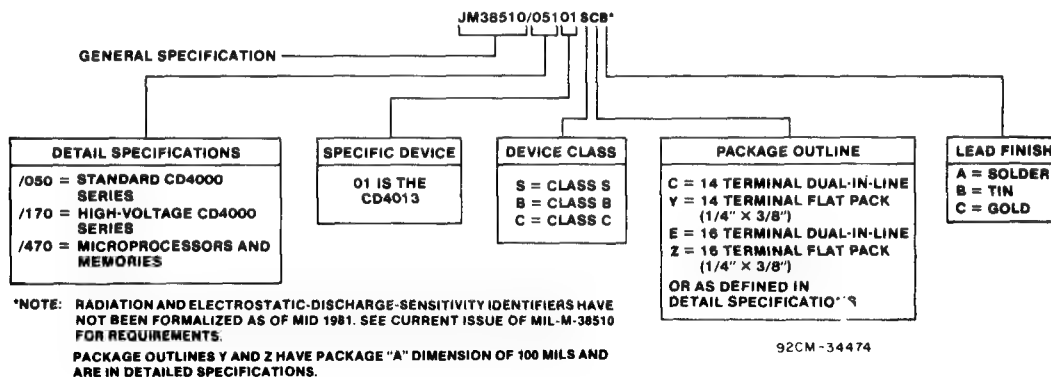 JM38510/05101SCB*
GENERAL SPECIFICATION
DETAIL SPECIFICATIONS
/050 = STANDARD CD4000
SERIES
/170 = HIGH-VOLTAGE CD4000
SERIES
/470 = MICROPROCESSORS AND
MEMORIES
SPECIFIC DEVICE
01 IS THE
CD4013
DEVICE CLASS
S = CLASS S
B = CLASS B
C = CLASS C
PACKAGE OUTLINE
C = 14 TERMINAL DUAL-IN-LINE
Y = 14 TERMINAL FLAT PACK
(1/4" X 3/8")
E = 16 TERMINAL DUAL-IN-LINE
Z = 16 TERMINAL FLAT PACK
(1/4" X 3/8")
OR AS DEFINED IN
DETAIL
LEAD FINISH
A = SOLDER
B = TIN
C = GOLD
*NOTE: RADIATION AND ELECTROSTATIC-DISCHARGE-SENSITIVITY IDENTIFIERS HAVE
NOT BEEN FORMALIZED AS OF MID 1981. SEE CURRENT ISSUE OF MIL-M-38510
FOR REQUIREMENTS.
PACKAGE OUTLINES Y AND Z HAVE PACKAGE "A" DIMENSION OF 100 MILS AND
ARE IN DETAILED SPECIFICATIONS.
92CM-34474